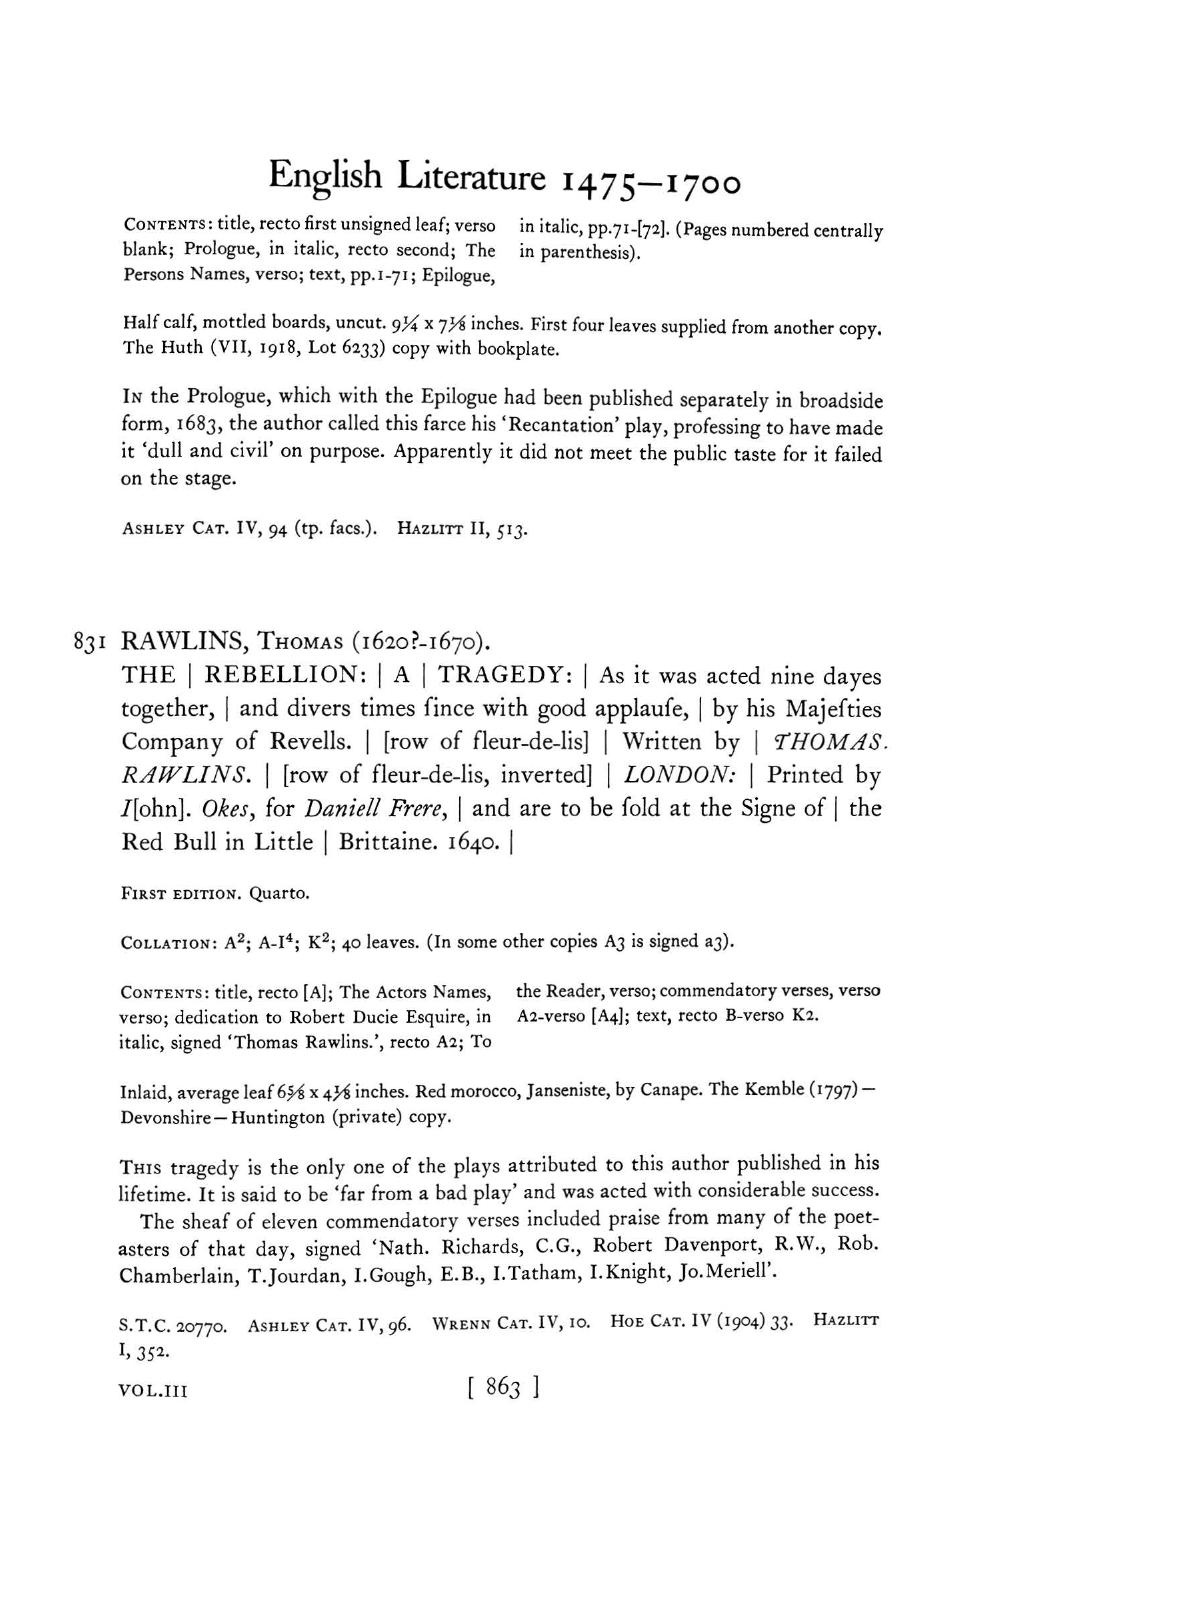 English Literature 1475—1700
CONTENTS: title, recto first unsigned leaf; verso
blank; Prologue, in italic, recto second; The
Persons Names, verso; text, pp.1-71; Epilogue,
in italic, pp.71-[72]. (Pages numbered centrally
in parenthesis).
Half calf, mottled boards, uncut. 9¼ x 7⅛ inches. First four leaves supplied from another copy.
The Huth (VII, 1918, Lot 6233) copy with bookplate.
IN the Prologue, which with the Epilogue had been published separately in broadside
form, 1683, the author called this farce his ‘Recantation’ play, professing to have made
it ‘dull and civil’ on purpose. Apparently it did not meet the public taste for it failed
on the stage.
ASHLEY CAT. IV, 94 (tp. facs.). HAZLITT II, 513.
831 RAWLINS, THOMAS (1620?-1670).
THE | REBELLION: | A | TRAGEDY: | As it was acted nine dayes
together, | and divers times ſince with good applauſe, | by his Majeſties
Company of Revells. | [row of fleur-de-lis] | Written by | THOMAS.
RAWLINS. | [row of fleur-de-lis, inverted] | LONDON: | Printed by
I[ohn]. Okes, for Daniell Frere, | and are to be ſold at the Signe of | the
Red Bull in Little | Brittaine. 1640. |
FIRST EDITION. Quarto.
COLLATION: A²; A-I⁴; K²; 40 leaves. (In some other copies A3 is signed a3).
CONTENTS: title, recto [A]; The Actors Names,
verso; dedication to Robert Ducie Esquire, in
italic, signed ‘Thomas Rawlins.’, recto A2; To
the Reader, verso; commendatory verses, verso
A2-verso [A4]; text, recto B-verso K2.
Inlaid, average leaf 6⅝ x 4⅜ inches. Red morocco, Janseniste, by Canape. The Kemble (1797)—
Devonshire—Huntington (private) copy.
THIS tragedy is the only one of the plays attributed to this author published in his
lifetime. It is said to be ‘far from a bad play’ and was acted with considerable success.
The sheaf of eleven commendatory verses included praise from many of the poet-
asters of that day, signed ‘Nath. Richards, C.G., Robert Davenport, R.W., Rob.
Chamberlain, T.Jourdan, I.Gough, E.B., I.Tatham, I.Knight, Jo.Meriell’.
S.T.C. 20770. ASHLEY CAT. IV, 96. WRENN CAT. IV, 10. HOE CAT. IV (1904) 33. HAZLITT
I, 352.
VOL.III [ 863 ]